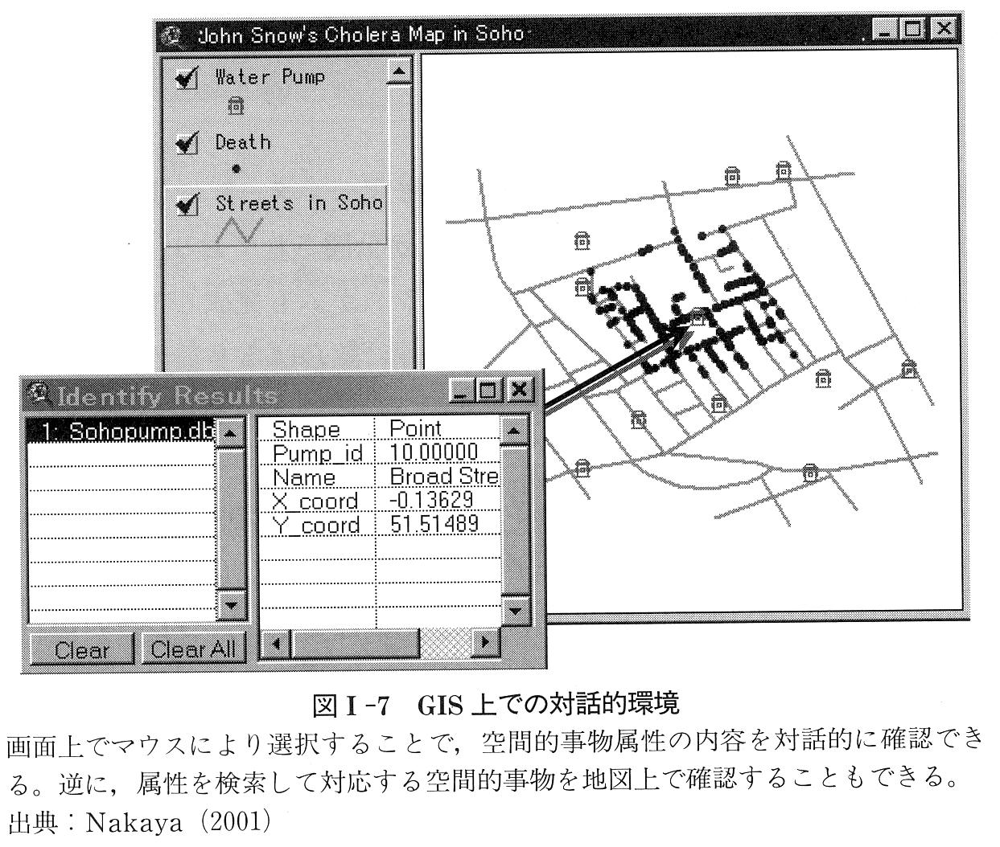 John Snow's Cholera Map in Soho
Water Pump
Death
Streets in Soho
Identify Results
1: Sohopump.db
Shape Point
Pump_id 10.00000
Name Broad Stre
X_coord -0.13629
Y_coord 51.51489
Clear Clear All
図 I-7 GIS 上での対話的環境
画面上でマウスにより選択することで，空間的事物属性の内容を対話的に確認でき
る。逆に，属性を検索して対応する空間的事物を地図上で確認することもできる。
出典：Nakaya（2001）